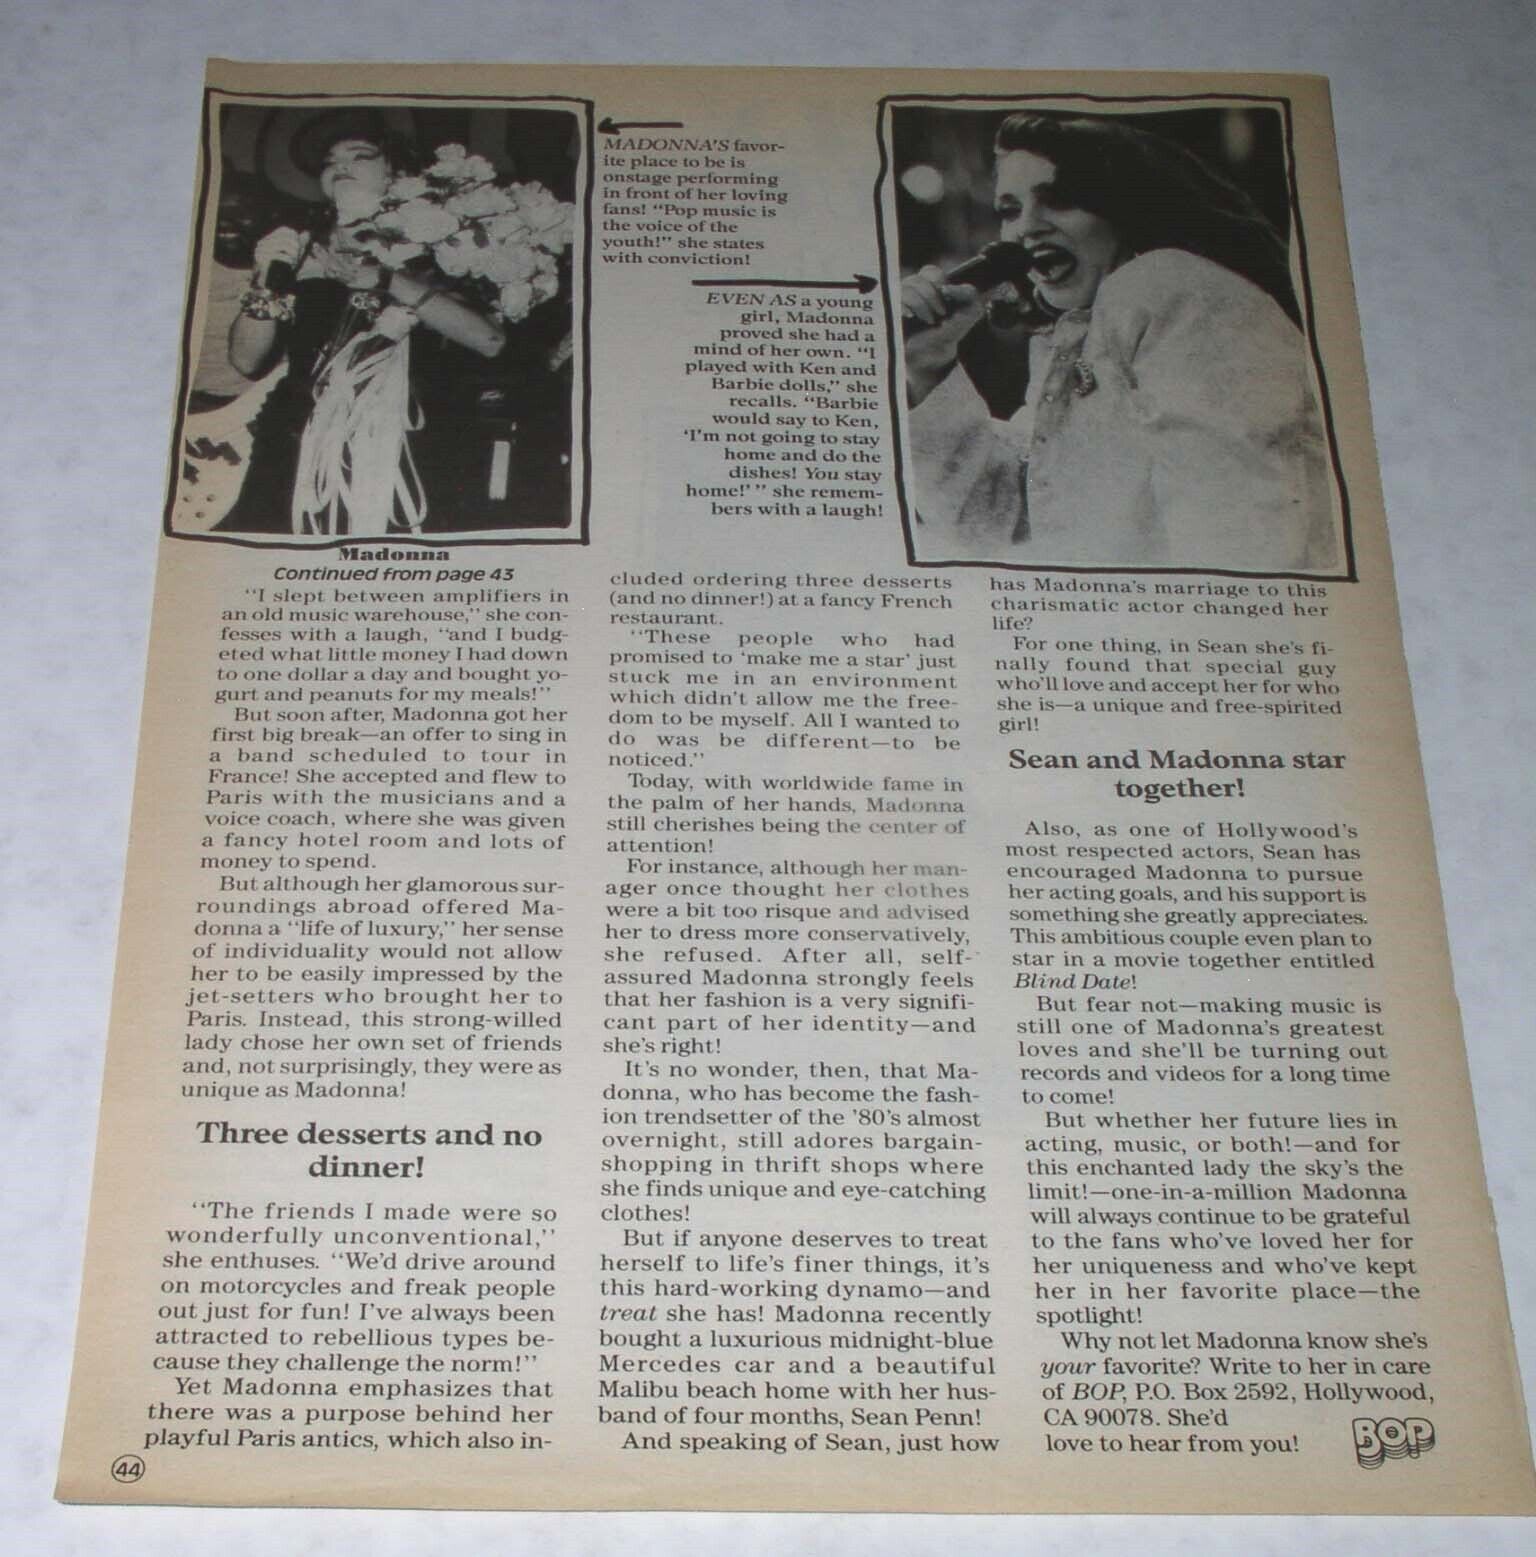 MADONNA'S favor-
ite place to be is
onstage performing
in front of her loving
fans! "Pop music is
the voice of the
youth!" she states
with conviction!
EVEN AS a young
girl, Madonna
proved she had a
mind of her own. "I
played with Ken and
Barbie dolls," she
recalls. "Barbie
would say to Ken,
'I'm not going to stay
home and do the
dishes! You stay
home!' " she remem-
bers with a laugh!
Madonna
Continued from page 43
"I slept between amplifiers in
an old music warehouse," she con-
fesses with a laugh, "and I budg-
eted what little money I had down
to one dollar a day and bought yo-
gurt and peanuts for my meals!"
But soon after, Madonna got her
first big break—an offer to sing in
a band scheduled to tour in
France! She accepted and flew to
Paris with the musicians and a
voice coach, where she was given
a fancy hotel room and lots of
money to spend.
But although her glamorous sur-
roundings abroad offered Ma-
donna a "life of luxury," her sense
of individuality would not allow
her to be easily impressed by the
jet-setters who brought her to
Paris. Instead, this strong-willed
lady chose her own set of friends
and, not surprisingly, they were as
unique as Madonna!
Three desserts and no
dinner!
"The friends I made were so
wonderfully unconventional,"
she enthuses. "We'd drive around
on motorcycles and freak people
out just for fun! I've always been
attracted to rebellious types be-
cause they challenge the norm!"
Yet Madonna emphasizes that
there was a purpose behind her
playful Paris antics, which also in-
cluded ordering three desserts
(and no dinner!) at a fancy French
restaurant.
"These people who had
promised to 'make me a star' just
stuck me in an environment
which didn't allow me the free-
dom to be myself. All I wanted to
do was be different—to be
noticed."
Today, with worldwide fame in
the palm of her hands, Madonna
still cherishes being the center of
attention!
For instance, although her man-
ager once thought her clothes
were a bit too risque and advised
her to dress more conservatively,
she refused. After all, self-
assured Madonna strongly feels
that her fashion is a very signifi-
cant part of her identity—and
she's right!
It's no wonder, then, that Ma-
donna, who has become the fash-
ion trendsetter of the '80's almost
overnight, still adores bargain-
shopping in thrift shops where
she finds unique and eye-catching
clothes!
But if anyone deserves to treat
herself to life's finer things, it's
this hard-working dynamo—and
treat she has! Madonna recently
bought a luxurious midnight-blue
Mercedes car and a beautiful
Malibu beach home with her hus-
band of four months, Sean Penn!
And speaking of Sean, just how
has Madonna's marriage to this
charismatic actor changed her
life?
For one thing, in Sean she's fi-
nally found that special guy
who'll love and accept her for who
she is—a unique and free-spirited
girl!
Sean and Madonna star
together!
Also, as one of Hollywood's
most respected actors, Sean has
encouraged Madonna to pursue
her acting goals, and his support is
something she greatly appreciates.
This ambitious couple even plan to
star in a movie together entitled
Blind Date!
But fear not—making music is
still one of Madonna's greatest
loves and she'll be turning out
records and videos for a long time
to come!
But whether her future lies in
acting, music, or both!—and for
this enchanted lady the sky's the
limit!—one-in-a-million Madonna
will always continue to be grateful
to the fans who've loved her for
her uniqueness and who've kept
her in her favorite place—the
spotlight!
Why not let Madonna know she's
your favorite? Write to her in care
of BOP, P.O. Box 2592, Hollywood,
CA 90078. She'd
love to hear from you!
BOP
44